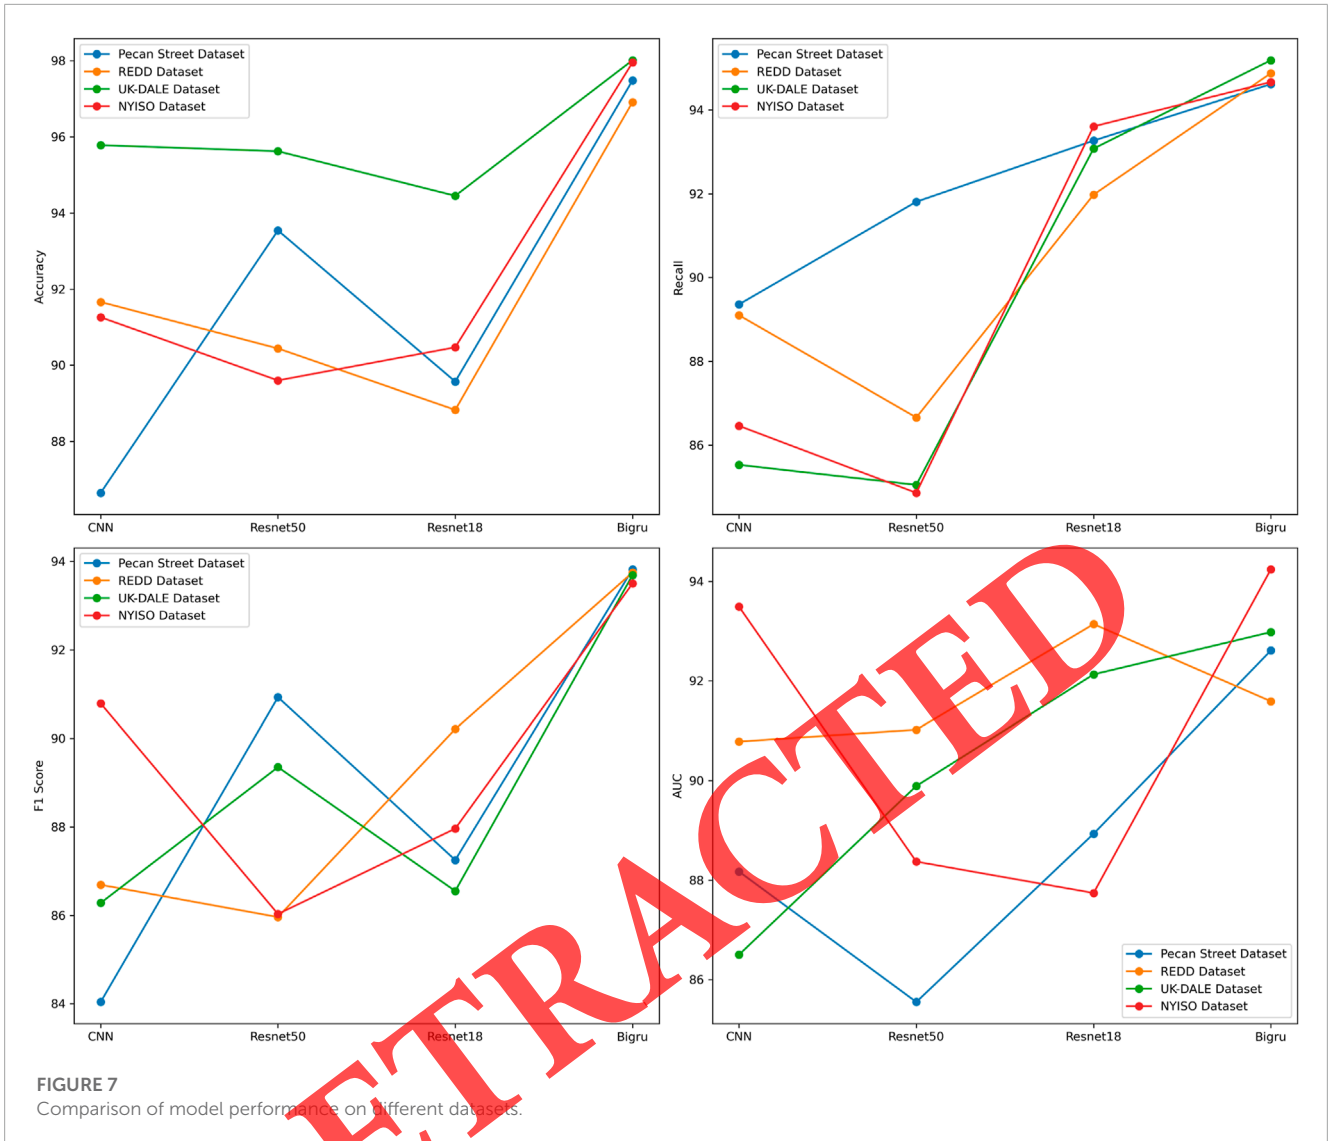 Pecan Street Dataset
REDD Dataset
UK-DALE Dataset
NYISO Dataset
98
96
94
92
90
88
Accuracy
CNN
Resnet50
Resnet18
Bigru
Pecan Street Dataset
REDD Dataset
UK-DALE Dataset
NYISO Dataset
94
92
90
88
86
Recall
CNN
Resnet50
Resnet18
Bigru
Pecan Street Dataset
REDD Dataset
UK-DALE Dataset
NYISO Dataset
94
92
90
88
86
84
F1 Score
CNN
Resnet50
Resnet18
Bigru
94
92
90
88
86
AUC
Pecan Street Dataset
REDD Dataset
UK-DALE Dataset
NYISO Dataset
CNN
Resnet50
Resnet18
Bigru
ETRACTED
FIGURE 7
Comparison of model performance on different datasets.